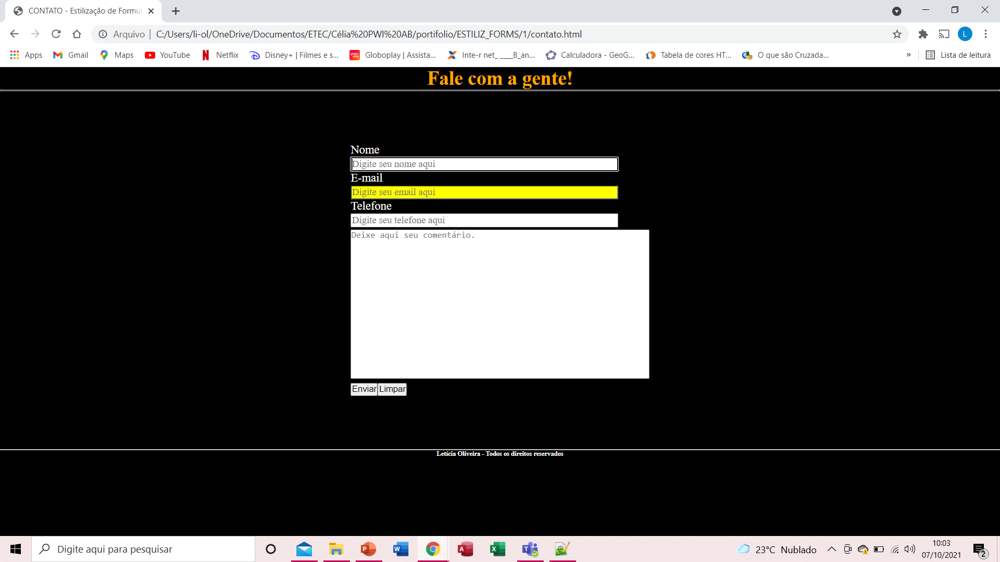 CONTATO - Estilização de Formul
Arquivo
C:/Users/li-ol/OneDrive/Documentos/ETEC/Célia%20PWI%20AB/portifolio/ESTILIZ_FORMS/1/contato.html
L
Apps
Gmail
Maps
YouTube
Netflix
Disney+ | Filmes e s...
globo play
Globoplay | Assista...
Inte-r net_ ____B_an...
Calculadora - GeoG...
Tabela de cores HT...
O que são Cruzada...
»
Lista de leitura
Fale com a gente!
Nome
Digite seu nome aqui
E-mail
Digite seu email aqui
Telefone
Digite seu telefone aqui
Deixe aqui seu comentário.
Enviar Limpar
Letícia Oliveira - Todos os direitos reservados
Digite aqui para pesquisar
23°C Nublado
10:03
07/10/2021
2